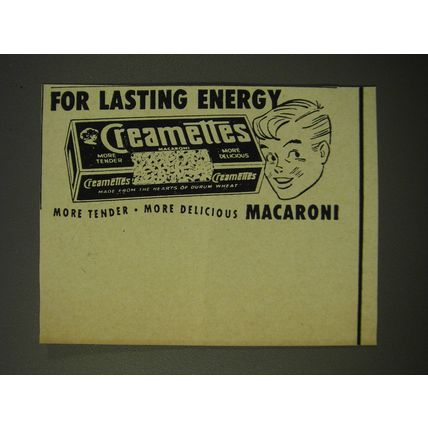 FOR LASTING ENERGY
Creamettes
MACARONI
MORE TENDER
MORE DELICIOUS
Creamettes
Creamettes
MADE FROM THE HEARTS OF DURUM WHEAT
MORE TENDER • MORE DELICIOUS MACARONI